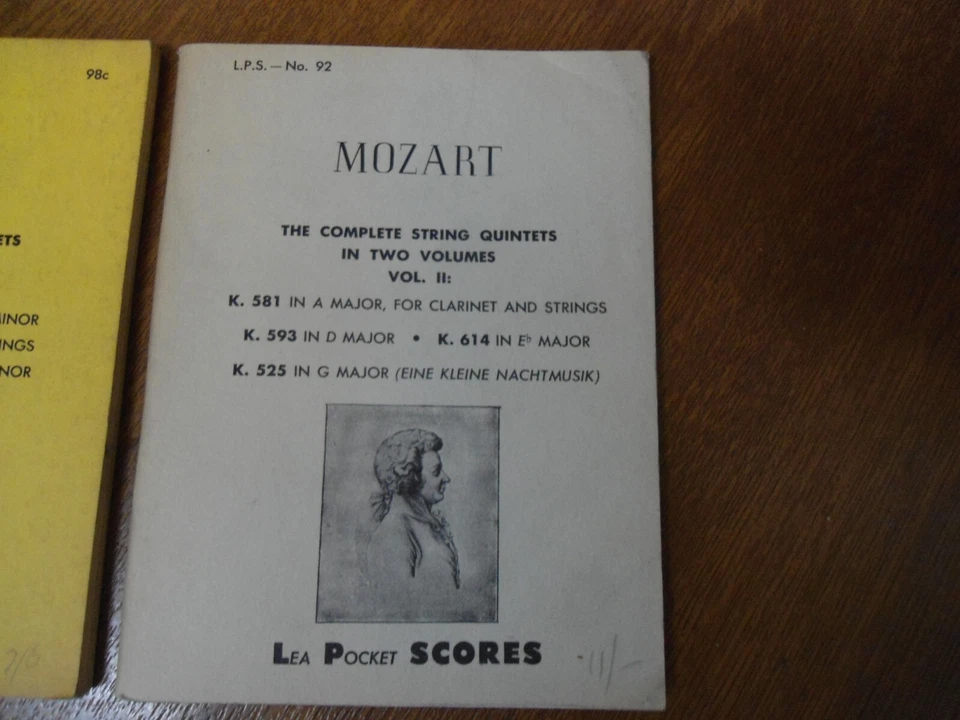 98c
ETS
MINOR
INGS
NOR
L.P.S. — No. 92
MOZART
THE COMPLETE STRING QUINTETS
IN TWO VOLUMES
VOL. II:
K. 581 IN A MAJOR, FOR CLARINET AND STRINGS
K. 593 IN D MAJOR • K. 614 IN E♭ MAJOR
K. 525 IN G MAJOR (EINE KLEINE NACHTMUSIK)
LEA POCKET SCORES
11/-